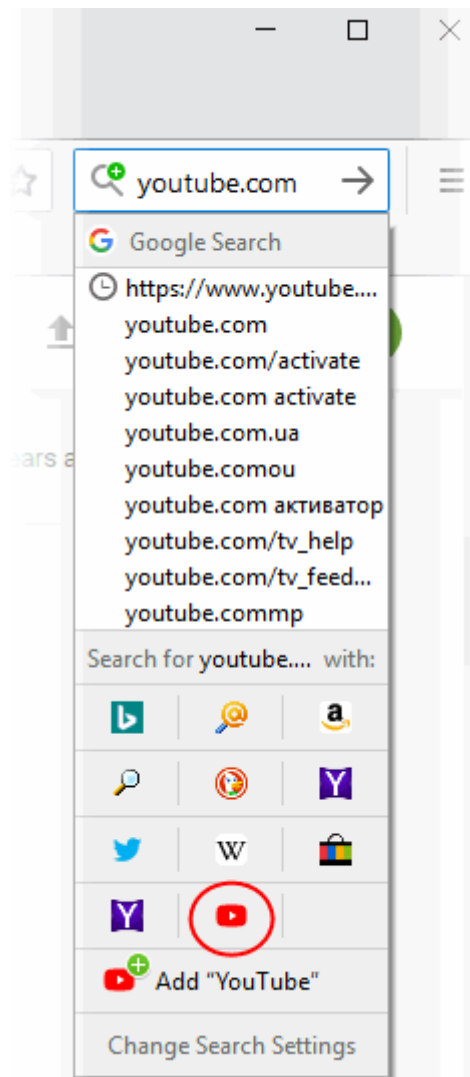 youtube.com
Google Search
https://www.youtube....
youtube.com
youtube.com/activate
youtube.com activate
youtube.com.ua
youtube.comou
ears a
youtube.com активатор
youtube.com/tv_help
youtube.com/tv_feed...
youtube.commp
Search for youtube.... with:
Add "YouTube"
Change Search Settings